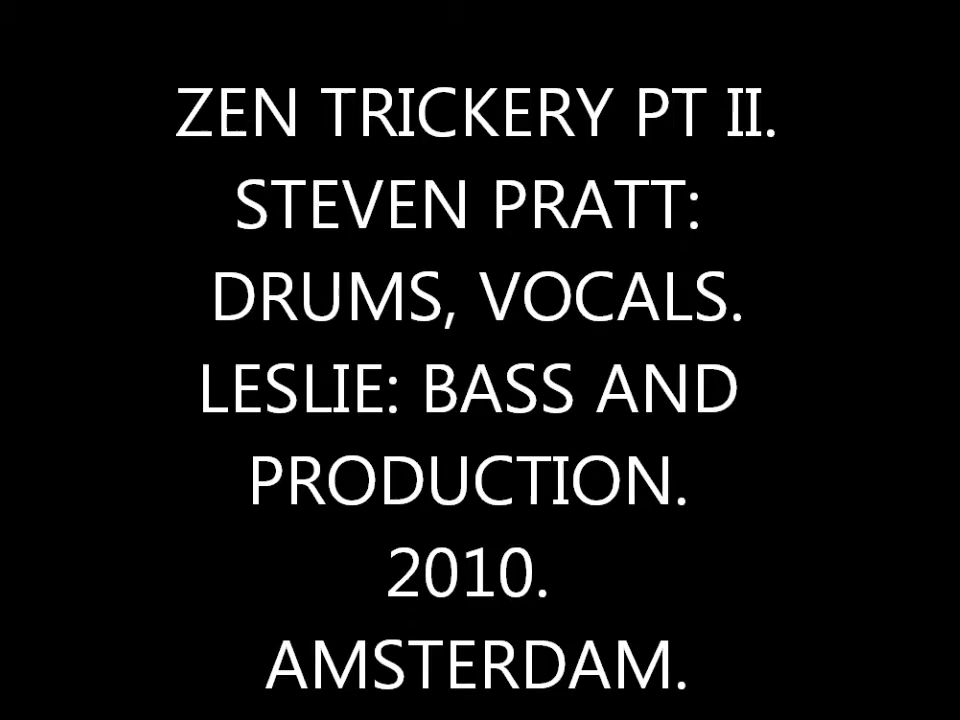 ZEN TRICKERY PT II.
STEVEN PRATT:
DRUMS, VOCALS.
LESLIE: BASS AND
PRODUCTION.
2010.
AMSTERDAM.